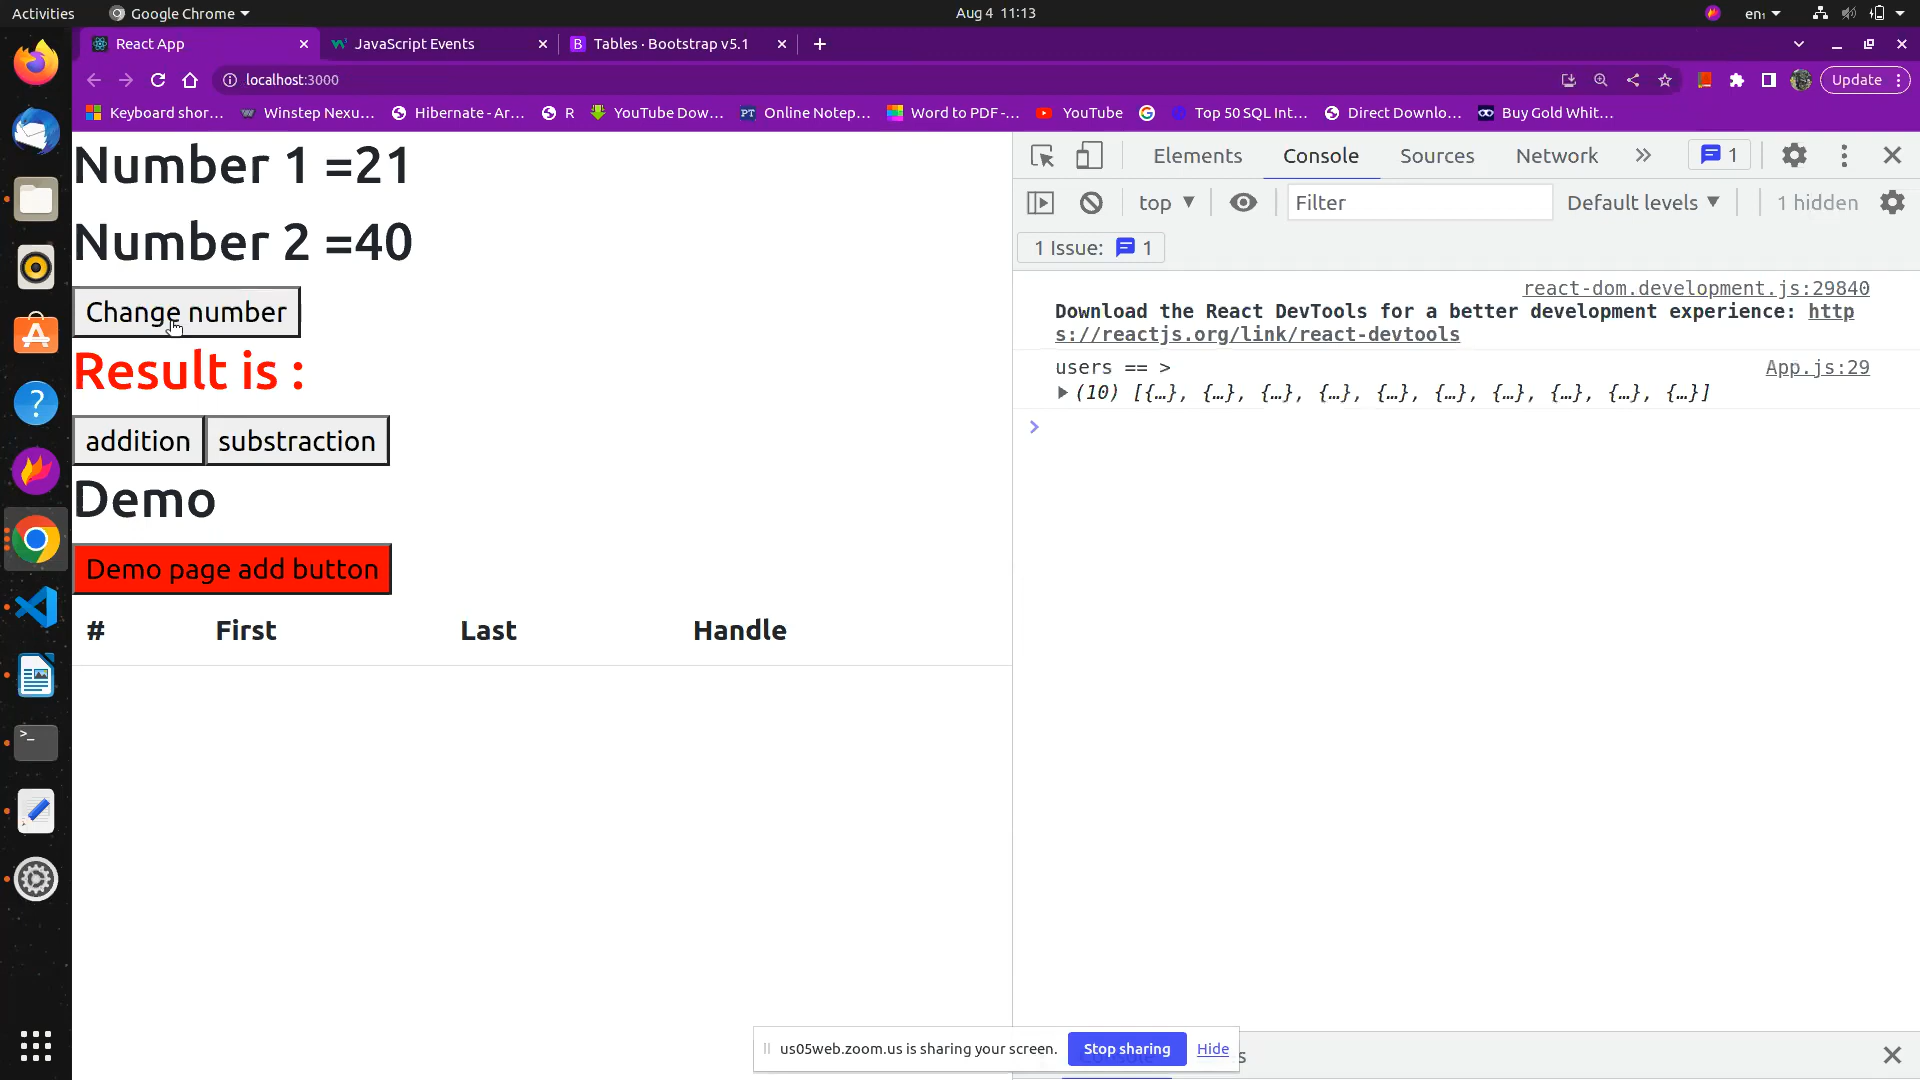 Activities
Google Chrome
Aug 4 11:13
en₁
React App
JavaScript Events
Tables · Bootstrap v5.1
localhost:3000
Update
Keyboard shor…
Winstep Nexu…
Hibernate - Ar…
R
YouTube Dow…
Online Notep…
Word to PDF -…
YouTube
Top 50 SQL Int…
Direct Downlo…
Buy Gold Whit…
Number 1 =21
Number 2 =40
Change number
Result is :
addition
substraction
Demo
Demo page add button
# First Last Handle
Elements
Console
Sources
Network
1
top
Filter
Default levels
1 hidden
1 Issue: 1
react-dom.development.js:29840
Download the React DevTools for a better development experience: http
s://reactjs.org/link/react-devtools
users == >
App.js:29
(10) [{…}, {…}, {…}, {…}, {…}, {…}, {…}, {…}, {…}, {…}]
us05web.zoom.us is sharing your screen.
Stop sharing
Hide